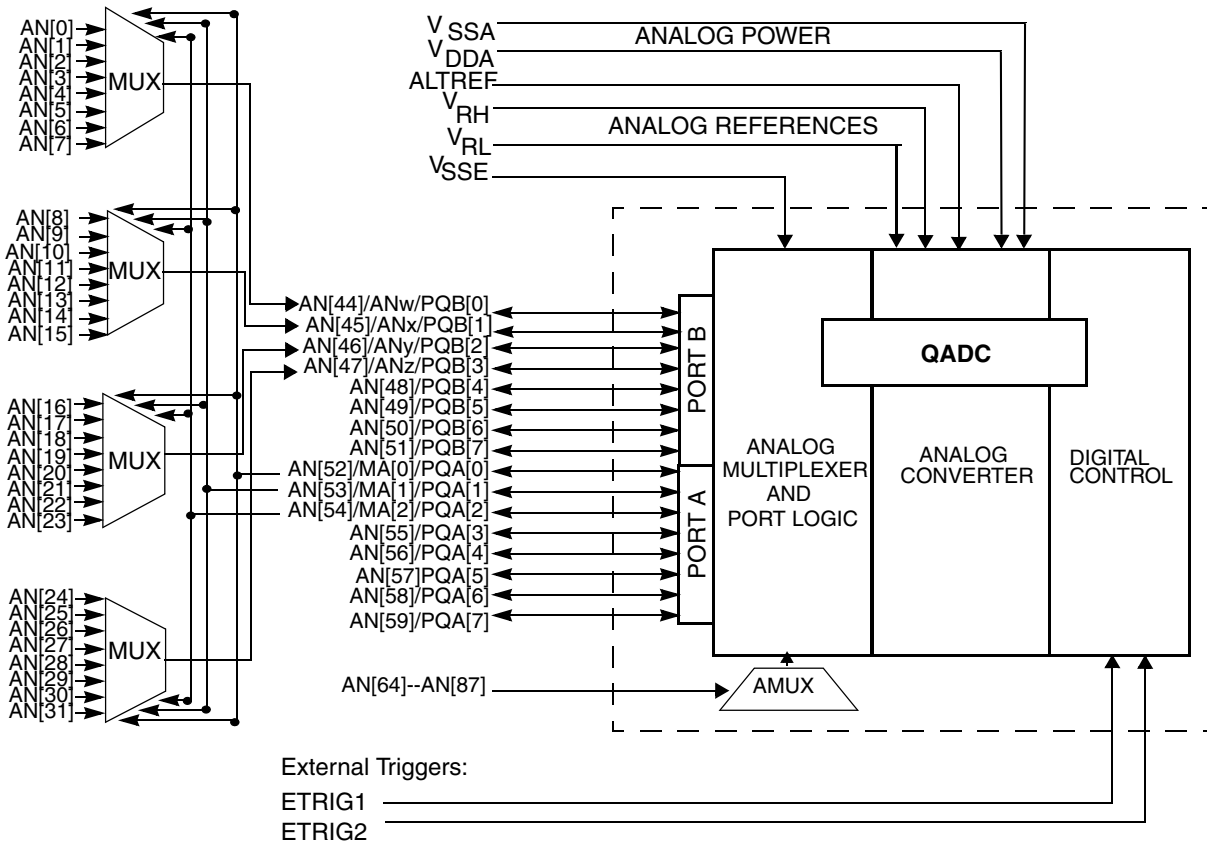 AN[0]
AN[1]
AN[2]
AN[3]
AN[4]
AN[5]
AN[6]
AN[7]
MUX
AN[8]
AN[9]
AN[10]
AN[11]
AN[12]
AN[13]
AN[14]
AN[15]
MUX
AN[16]
AN[17]
AN[18]
AN[19]
AN[20]
AN[21]
AN[22]
AN[23]
MUX
AN[24]
AN[25]
AN[26]
AN[27]
AN[28]
AN[29]
AN[30]
AN[31]
MUX
VSSA
VDDA
ANALOG POWER
ALTREF
VRH
VRL
ANALOG REFERENCES
VSSE
AN[44]/ANw/PQB[0]
AN[45]/ANx/PQB[1]
AN[46]/ANy/PQB[2]
AN[47]/ANz/PQB[3]
AN[48]/PQB[4]
AN[49]/PQB[5]
AN[50]/PQB[6]
AN[51]/PQB[7]
AN[52]/MA[0]/PQA[0]
AN[53]/MA[1]/PQA[1]
AN[54]/MA[2]/PQA[2]
AN[55]/PQA[3]
AN[56]/PQA[4]
AN[57]PQA[5]
AN[58]/PQA[6]
AN[59]/PQA[7]
PORT B
PORT A
QADC
ANALOG
MULTIPLEXER
AND
PORT LOGIC
ANALOG
CONVERTER
DIGITAL
CONTROL
AN[64]--AN[87]
AMUX
External Triggers:
ETRIG1
ETRIG2